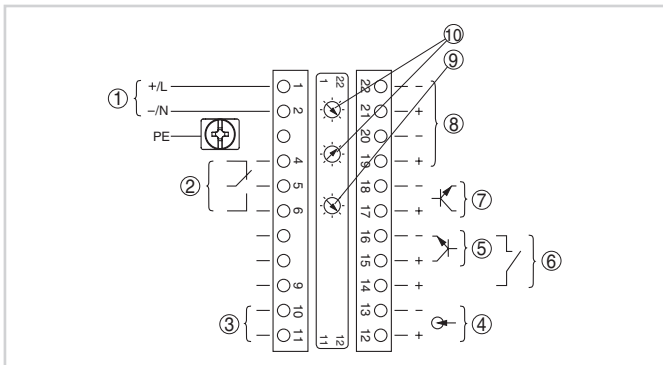 ⑩
⑨
1 22
① +/L 1 22 −
−/N 2 21 + ⑧
PE 20 −
② 4 19 +
5 18 − ⑦
6 17 +
16 − ⑤ ⑥
15 +
9 14 +
③ 10 13 − ④
11 12 +
11 12